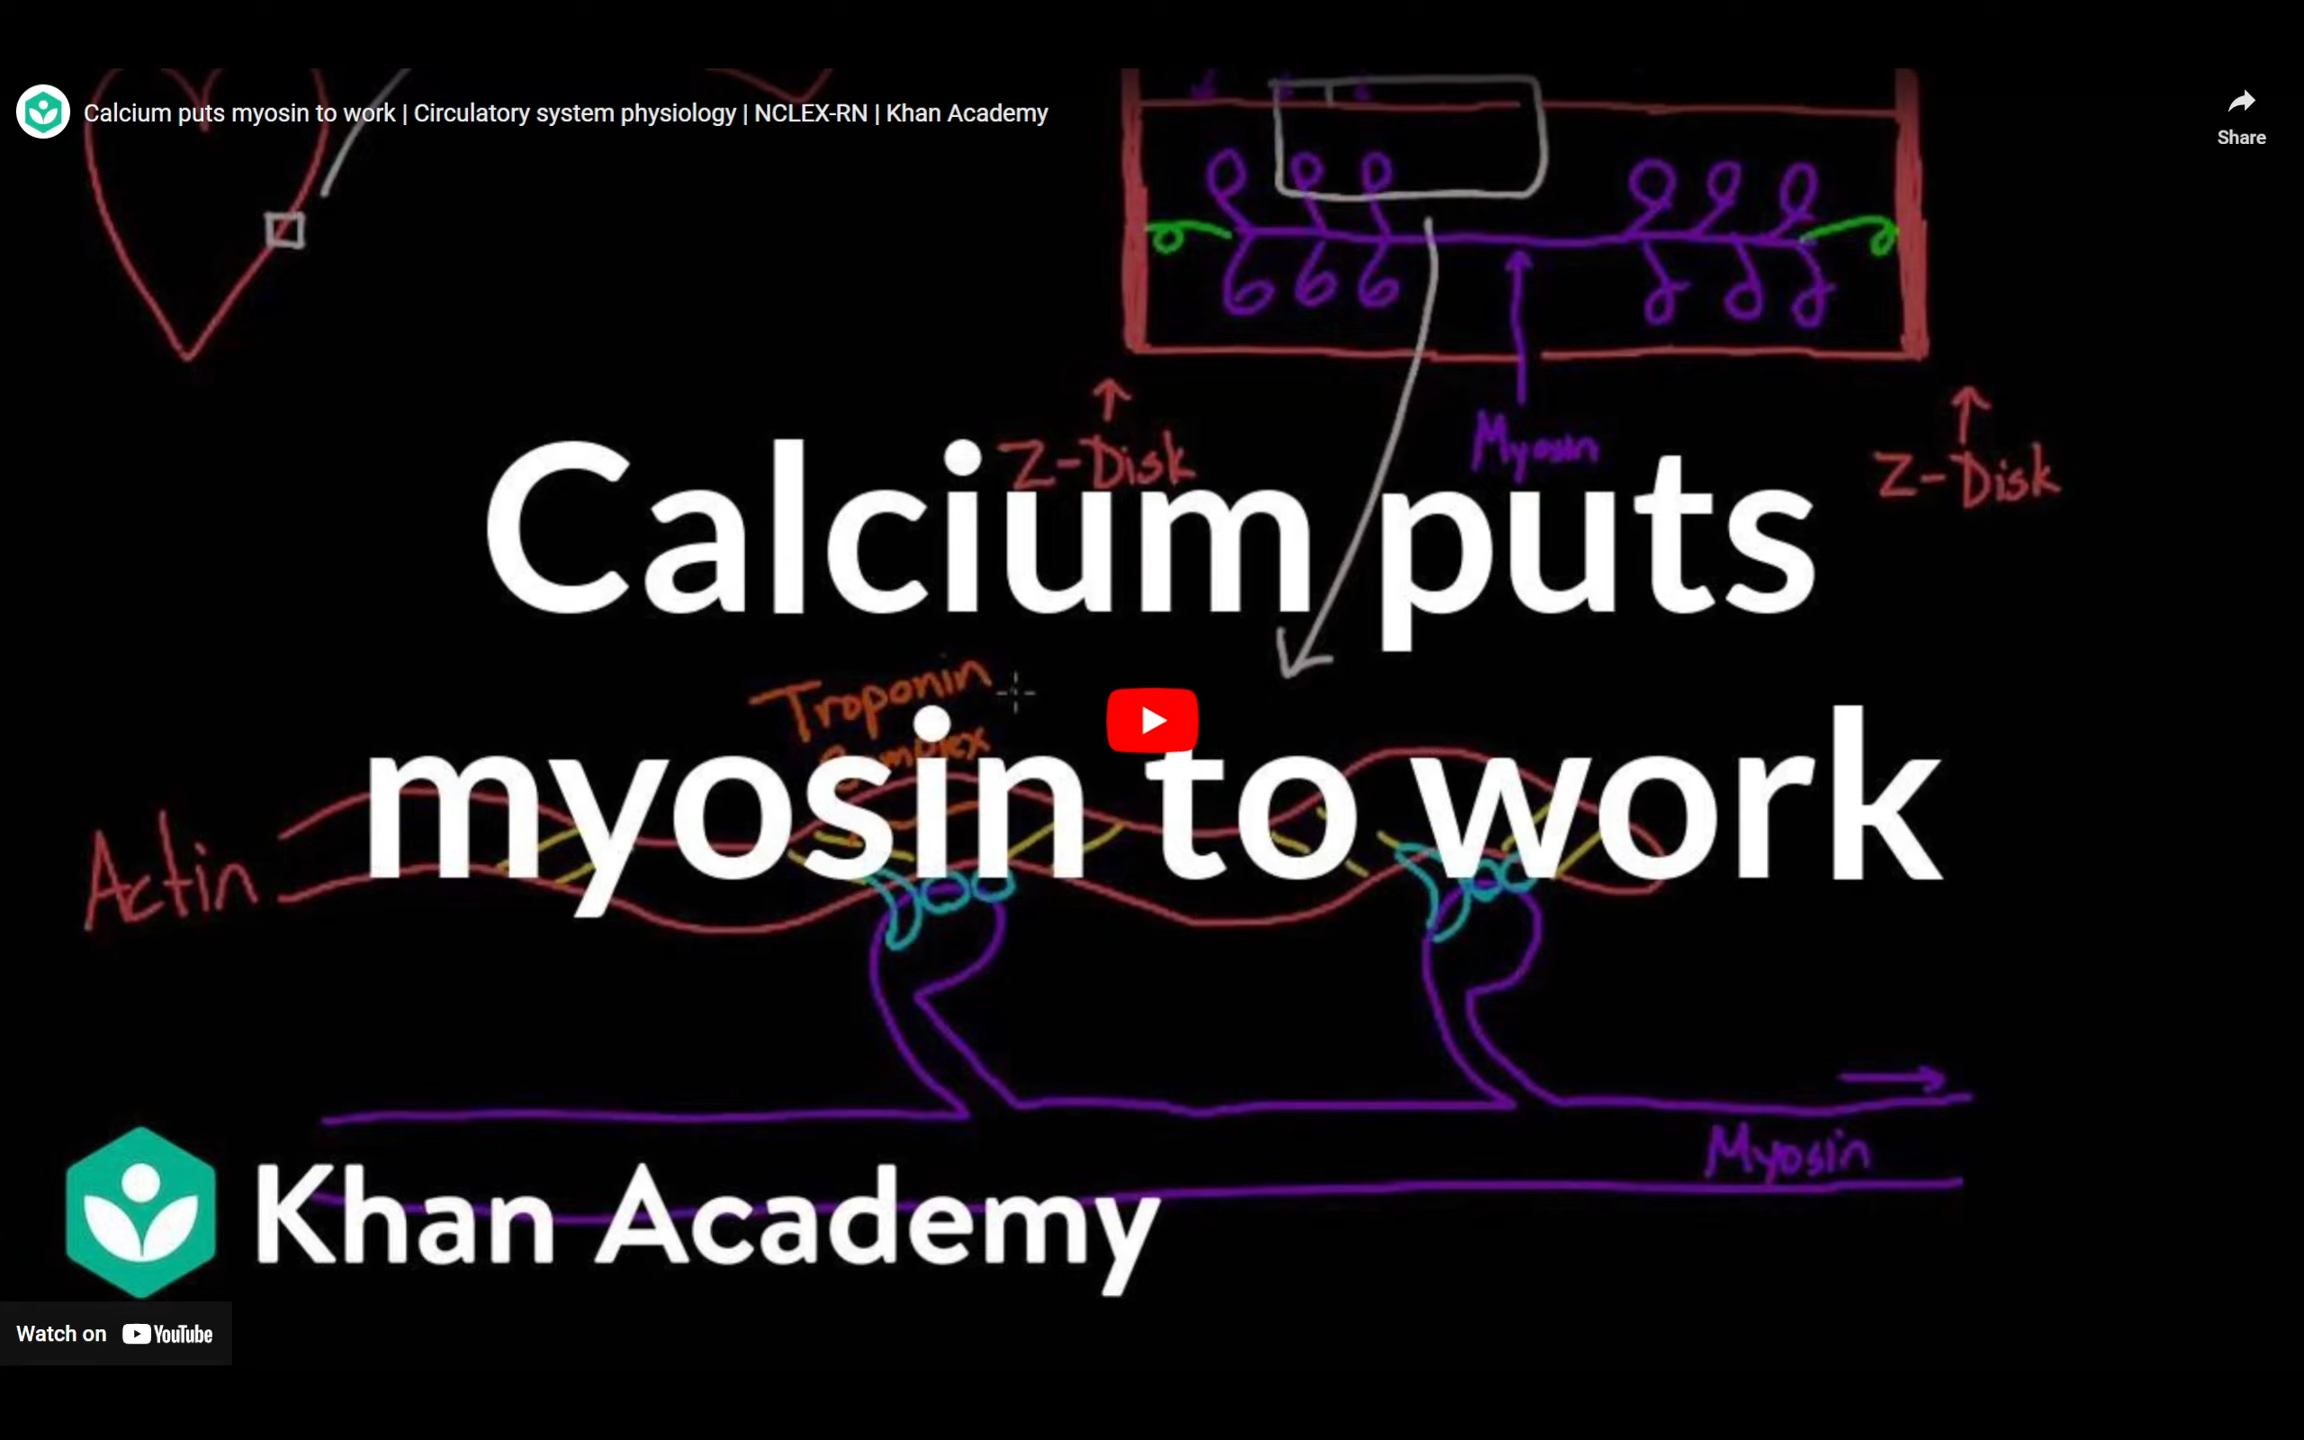 Calcium puts myosin to work | Circulatory system physiology | NCLEX-RN | Khan Academy
Share
Z-Disk
Myosin
Z-Disk
Calcium puts
Troponin
Complex
myosin to work
Actin
Myosin
Khan Academy
Watch on YouTube